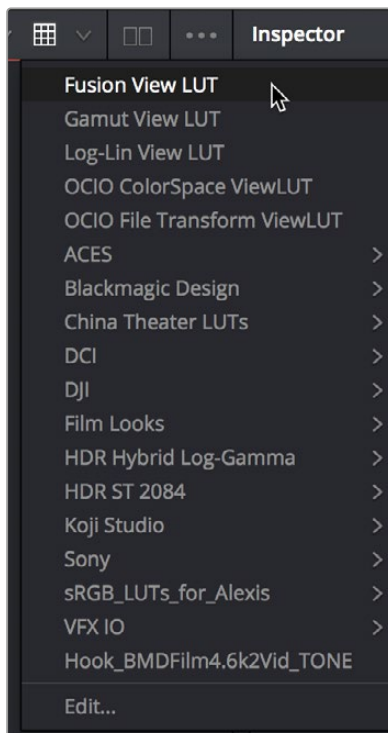 Inspector
Fusion View LUT
Gamut View LUT
Log-Lin View LUT
OCIO ColorSpace ViewLUT
OCIO File Transform ViewLUT
ACES
Blackmagic Design
China Theater LUTs
DCI
DJI
Film Looks
HDR Hybrid Log-Gamma
HDR ST 2084
Koji Studio
Sony
sRGB_LUTs_for_Alexis
VFX IO
Hook_BMDFilm4.6k2Vid_TONE
Edit...